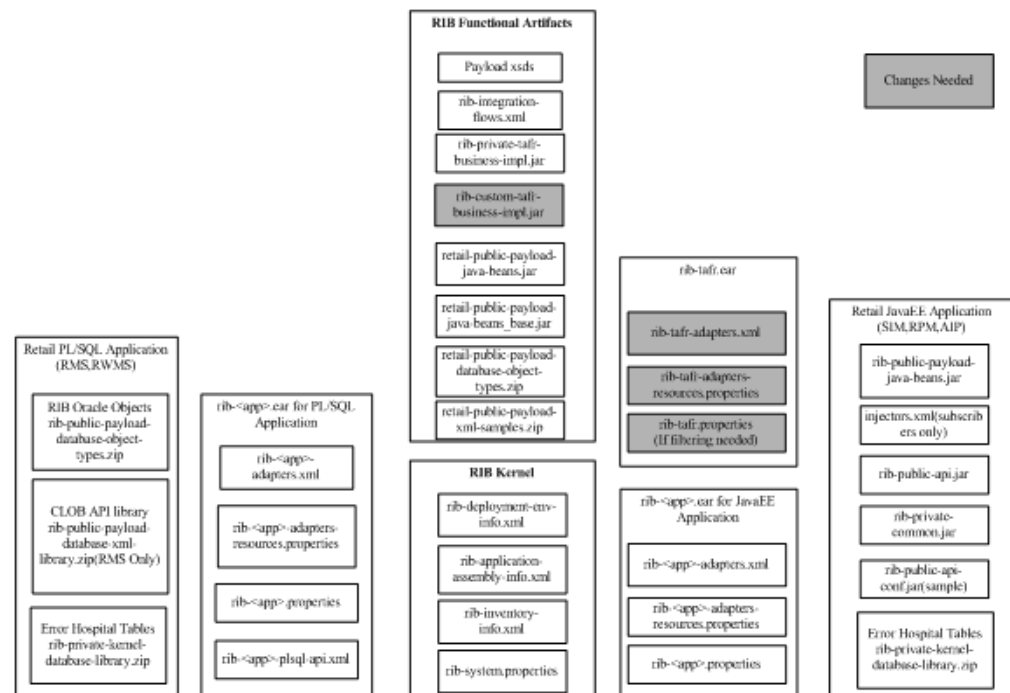 RIB Functional Artifacts
Payload xsds
rib-integration-
flows.xml
rib-private-tafr-
business-impl.jar
rib-custom-tafr-
business-impl.jar
retail-public-payload-
java-beans.jar
retail-public-payload-
java-beans_base.jar
retail-public-payload-
database-object-
types.zip
retail-public-payload-
xml-samples.zip
Changes Needed
Retail PL/SQL Application
(RMS,RWMS)
RIB Oracle Objects
rib-public-payload-
database-object-
types.zip
CLOB API library
rib-public-payload-
database-xml-
library.zip(RMS Only)
Error Hospital Tables
rib-private-kernel-
database-library.zip
rib-<app>.ear for PL/SQL
Application
rib-<app>-
adapters.xml
rib-<app>-adapters-
resources.properties
rib-<app>.properties
rib-<app>-plsql-api.xml
RIB Kernel
rib-deployment-env-
info.xml
rib-application-
assembly-info.xml
rib-inventory-
info.xml
rib-system.properties
rib-tafr.ear
rib-tafr-adapters.xml
rib-tafr-adapters-
resources.properties
rib-tafr.properties
(If filtering needed)
rib-<app>.ear for JavaEE
Application
rib-<app>-adapters.xml
rib-<app>-adapters-
resources.properties
rib-<app>.properties
Retail JavaEE Application
(SIM,RPM,AIP)
rib-public-payload-
java-beans.jar
injectors.xml(subscri
bers only)
rib-public-api.jar
rib-private-
common.jar
rib-public-api-
conf.jar(sample)
Error Hospital Tables
rib-private-kernel-
database-library.zip